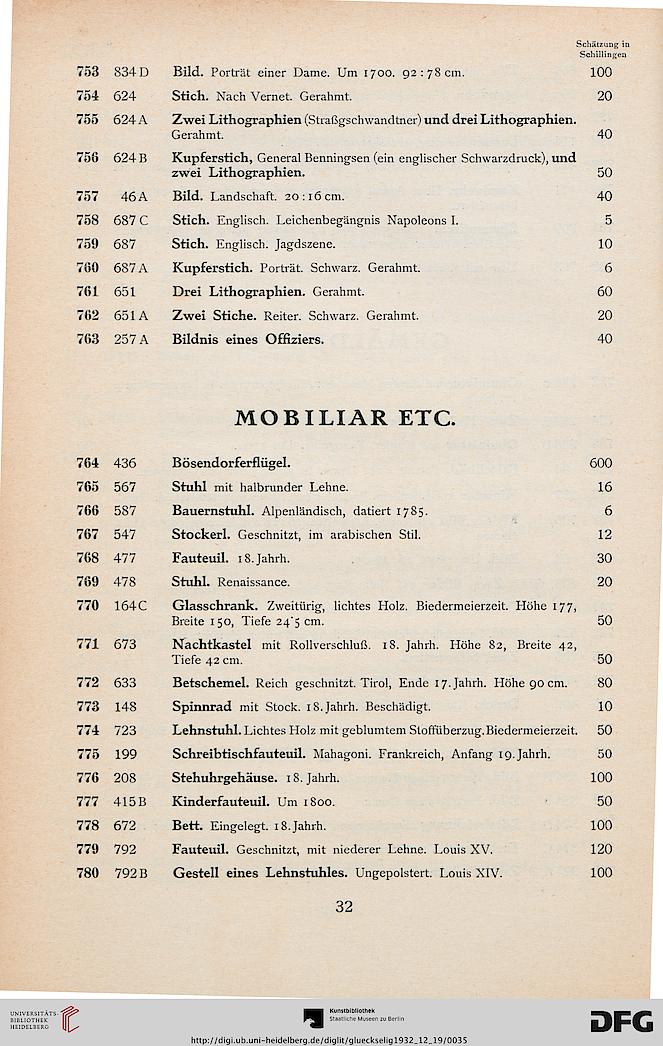 Schätzung in
Schillingen
753 834 D Bild. Porträt einer Dame. Um 1700. 92 : 78 cm. 100
754 624 Stich. Nach Vernet. Gerahmt. 20
755 624 A Zwei Lithographien (Straßgschwandtner) und drei Lithographien.
Gerahmt. 40
756 624 B Kupferstich, General Benningsen (ein englischer Schwarzdruck), und
zwei Lithographien. 50
757 46 A Bild. Landschaft. 20 : 16 cm. 40
758 687 C Stich. Englisch. Leichenbegängnis Napoleons I. 5
759 687 Stich. Englisch. Jagdszene. 10
760 687 A Kupferstich. Porträt. Schwarz. Gerahmt. 6
761 651 Drei Lithographien. Gerahmt. 60
762 651 A Zwei Stiche. Reiter. Schwarz. Gerahmt. 20
763 257 A Bildnis eines Offiziers. 40
MOBILIAR ETC.
764 436 Bösendorferflügel. 600
765 567 Stuhl mit halbrunder Lehne. 16
766 587 Bauernstuhl. Alpenländisch, datiert 1785. 6
767 547 Stockerl. Geschnitzt, im arabischen Stil. 12
768 477 Fauteuil. 18. Jahrh. 30
769 478 Stuhl. Renaissance. 20
770 164 C Glasschrank. Zweitürig, lichtes Holz. Biedermeierzeit. Höhe 177,
Breite 150, Tiefe 24·5 cm. 50
771 673 Nachtkastel mit Rollverschluß. 18. Jahrh. Höhe 82, Breite 42,
Tiefe 42 cm. 50
772 633 Betschemel. Reich geschnitzt. Tirol, Ende 17. Jahrh. Höhe 90 cm. 80
773 148 Spinnrad mit Stock. 18. Jahrh. Beschädigt. 10
774 723 Lehnstuhl. Lichtes Holz mit geblumtem Stoffüberzug. Biedermeierzeit. 50
775 199 Schreibtischfauteuil. Mahagoni. Frankreich, Anfang 19. Jahrh. 50
776 208 Stehuhrgehäuse. 18. Jahrh. 100
777 415 B Kinderfauteuil. Um 1800. 50
778 672 Bett. Eingelegt. 18. Jahrh. 100
779 792 Fauteuil. Geschnitzt, mit niederer Lehne. Louis XV. 120
780 792 B Gestell eines Lehnstuhles. Ungepolstert. Louis XIV. 100
32
UNIVERSITÄTS-
BIBLIOTHEK
HEIDELBERG
Kunstbibliothek
Staatliche Museen zu Berlin
DFG
http://digi.ub.uni-heidelberg.de/diglit/glueckselig1932_12_19/0035